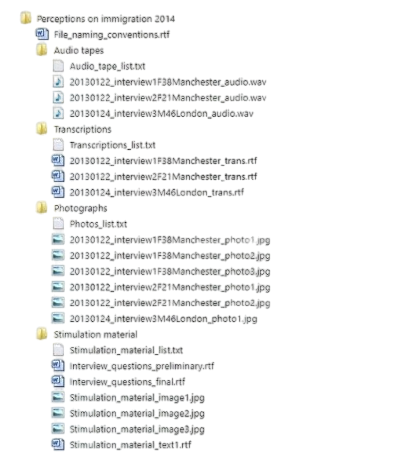 Perceptions on immigration 2014
File_naming_conventions.rtf
Audio tapes
Audio_tape_list.txt
20130122_interview1F38Manchester_audio.wav
20130122_interview2F21Manchester_audio.wav
20130124_interview3M46London_audio.wav
Transcriptions
Transcriptions_list.txt
20130122_interview1F38Manchester_trans.rtf
20130122_interview2F21Manchester_trans.rtf
20130124_interview3M46London_trans.rtf
Photographs
Photos_list.txt
20130122_interview1F38Manchester_photo1.jpg
20130122_interview1F38Manchester_photo2.jpg
20130122_interview1F38Manchester_photo3.jpg
20130122_interview2F21Manchester_photo1.jpg
20130122_interview2F21Manchester_photo2.jpg
20130124_interview3M46London_photo1.jpg
Stimulation material
Stimulation_material_list.txt
Interview_questions_preliminary.rtf
Interview_questions_final.rtf
Stimulation_material_image1.jpg
Stimulation_material_image2.jpg
Stimulation_material_image3.jpg
Stimulation_material_text1.rtf